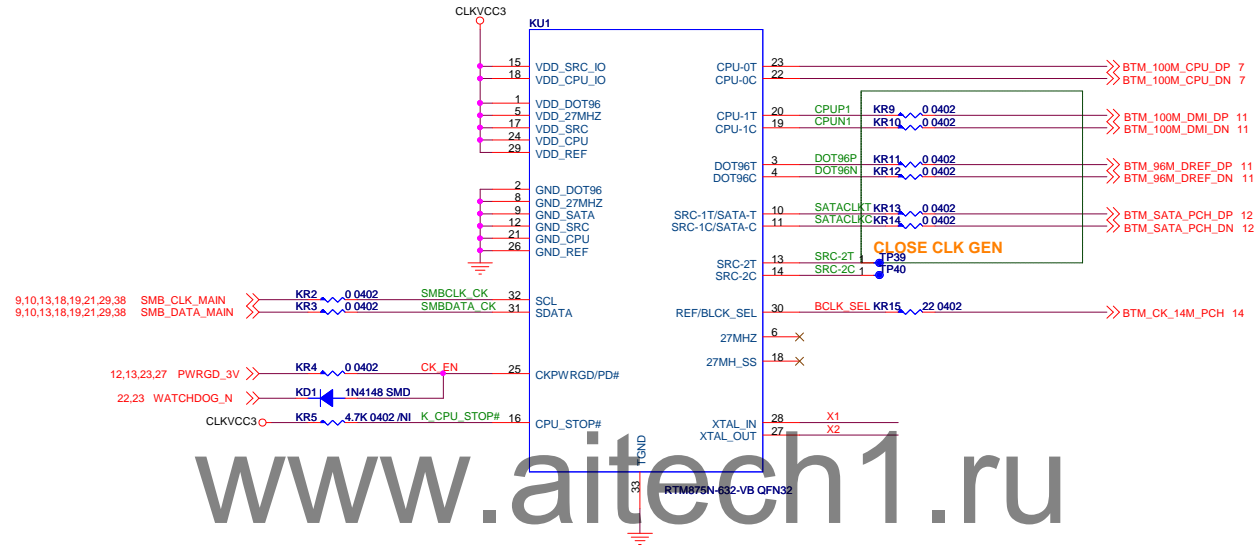 CLKVCC3
KU1
15 VDD_SRC_IO CPU-0T 23 BTM_100M_CPU_DP 7
18 VDD_CPU_IO CPU-0C 22 BTM_100M_CPU_DN 7
1 VDD_DOT96
5 VDD_27MHZ CPU-1T 20 CPUP1 KR9 0 0402 BTM_100M_DMI_DP 11
17 VDD_SRC CPU-1C 19 CPUN1 KR10 0 0402 BTM_100M_DMI_DN 11
24 VDD_CPU
29 VDD_REF
DOT96T 3 DOT96P KR11 0 0402 BTM_96M_DREF_DP 11
DOT96C 4 DOT96N KR12 0 0402 BTM_96M_DREF_DN 11
2 GND_DOT96
8 GND_27MHZ
9 GND_SATA SRC-1T/SATA-T 10 SATACLKT KR13 0 0402 BTM_SATA_PCH_DP 12
12 GND_SRC SRC-1C/SATA-C 11 SATACLKC KR14 0 0402 BTM_SATA_PCH_DN 12
21 GND_CPU
26 GND_REF
CLOSE CLK GEN
SRC-2T 13 SRC-2T 1 TP39
SRC-2C 14 SRC-2C 1 TP40
9,10,13,18,19,21,29,38 SMB_CLK_MAIN KR2 0 0402 SMBCLK_CK 32 SCL
9,10,13,18,19,21,29,38 SMB_DATA_MAIN KR3 0 0402 SMBDATA_CK 31 SDATA REF/BLCK_SEL 30 BCLK_SEL KR15 22 0402 BTM_CK_14M_PCH 14
27MHZ 6
27MH_SS 18
12,13,23,27 PWRGD_3V KR4 0 0402 CK_EN 25 CKPWRGD/PD#
22,23 WATCHDOG_N KD1 1N4148 SMD
CLKVCC3 KR5 4.7K 0402 /NI K_CPU_STOP# 16 CPU_STOP# XTAL_IN 28 X1
XTAL_OUT 27 X2
TGND
33
RTM875N-632-VB QFN32
www.aitech1.ru